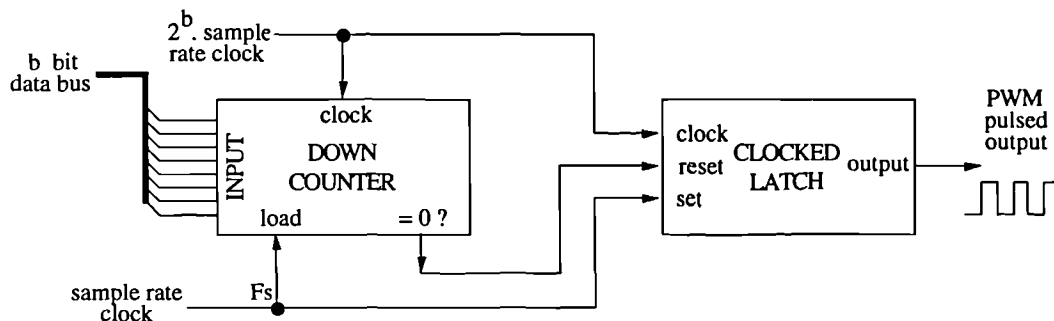 2^b. sample
rate clock
b bit
data bus
clock
INPUT
DOWN
COUNTER
load
= 0 ?
Fs
sample rate
clock
clock
reset
set
CLOCKED
LATCH
output
PWM
pulsed
output